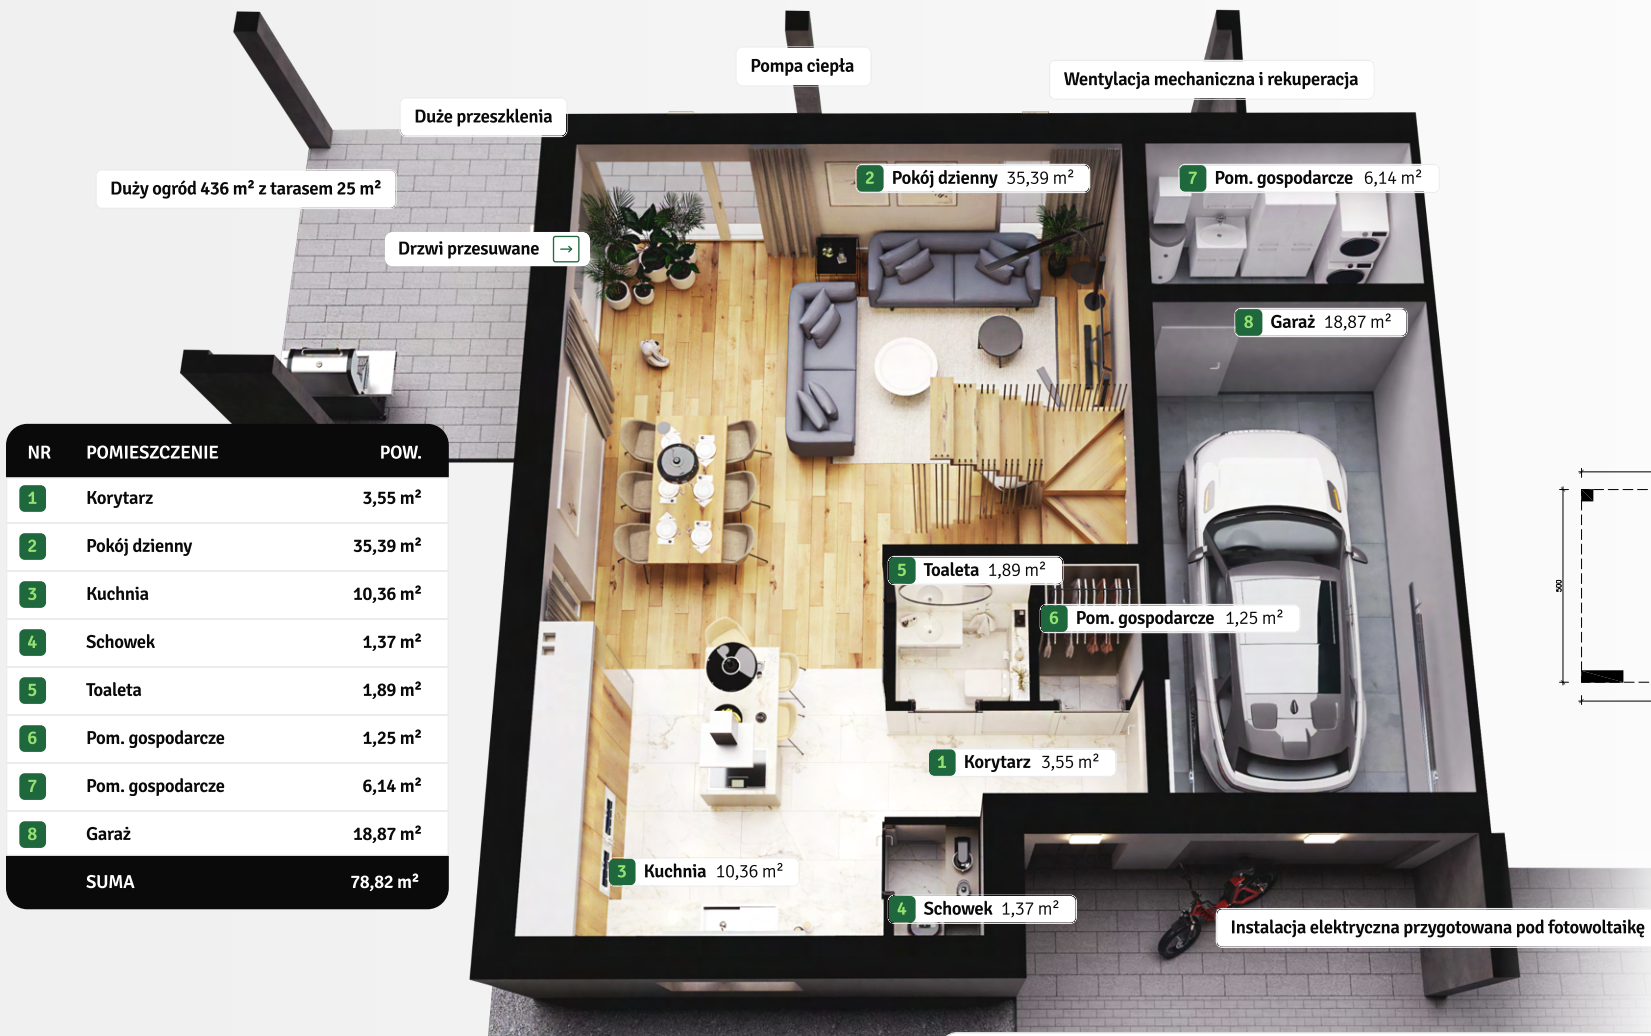 Pompa ciepła
Wentylacja mechaniczna i rekuperacja
Duże przeszklenia
Duży ogród 436 m² z tarasem 25 m²
Drzwi przesuwane →
2 Pokój dzienny 35,39 m²
7 Pom. gospodarcze 6,14 m²
8 Garaż 18,87 m²
NR POMIESZCZENIE POW.
1 Korytarz 3,55 m²
2 Pokój dzienny 35,39 m²
3 Kuchnia 10,36 m²
4 Schowek 1,37 m²
5 Toaleta 1,89 m²
6 Pom. gospodarcze 1,25 m²
7 Pom. gospodarcze 6,14 m²
8 Garaż 18,87 m²
SUMA 78,82 m²
5 Toaleta 1,89 m²
6 Pom. gospodarcze 1,25 m²
1 Korytarz 3,55 m²
3 Kuchnia 10,36 m²
4 Schowek 1,37 m²
Instalacja elektryczna przygotowana pod fotowoltaikę
500